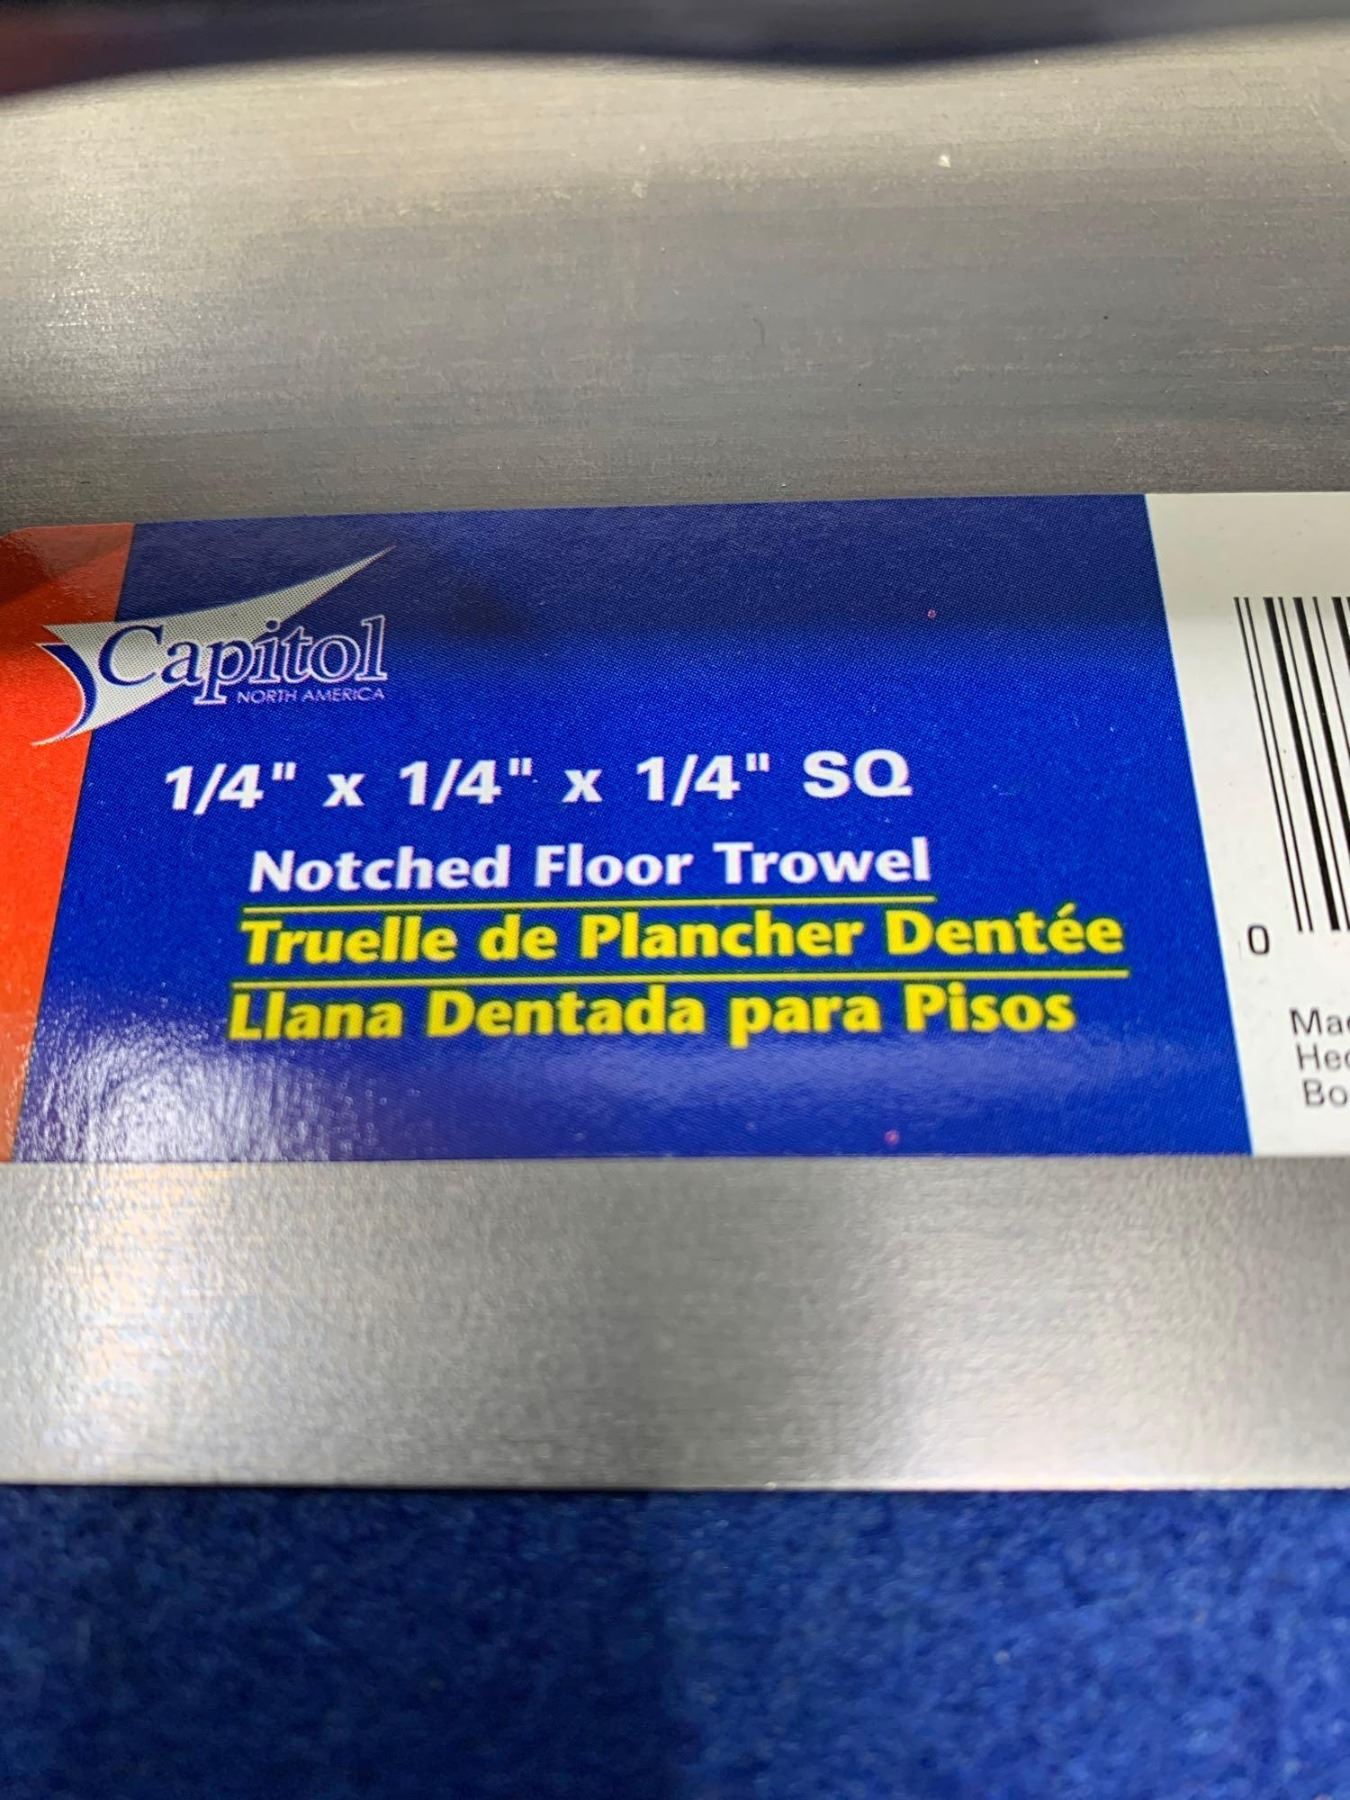 Capitol
NORTH AMERICA
1/4" x 1/4" x 1/4" SQ
Notched Floor Trowel
Truelle de Plancher Dentée
Llana Dentada para Pisos
0